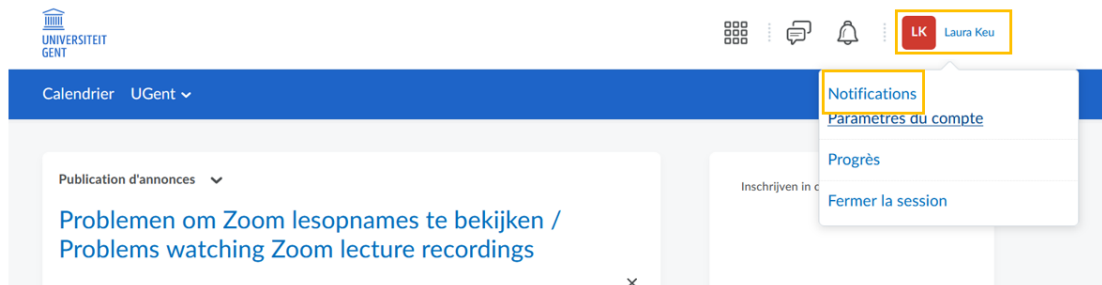 UNIVERSITEIT
GENT
LK Laura Keu
Calendrier UGent
Notifications
Paramètres du compte
Progrès
Fermer la session
Publication d'annonces
Problemen om Zoom lesopnames te bekijken /
Problems watching Zoom lecture recordings
Inschrijven in